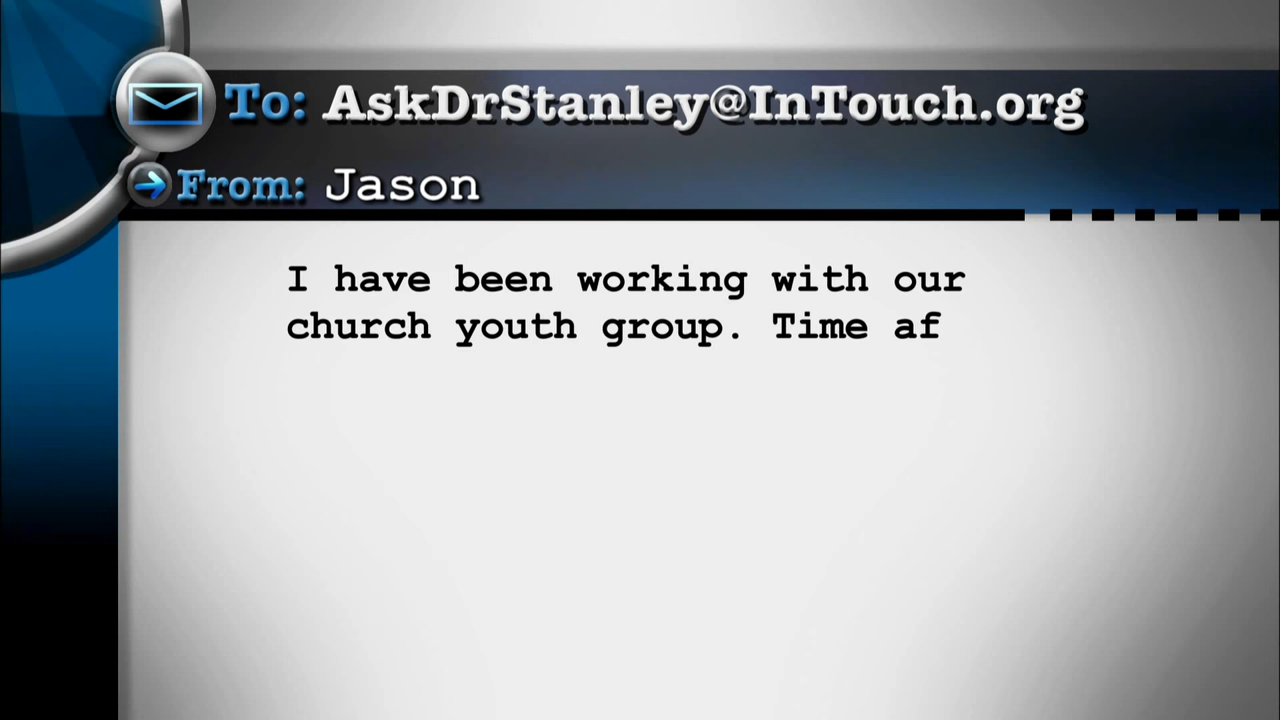 To: AskDrStanley@InTouch.org
From: Jason
I have been working with our
church youth group. Time af